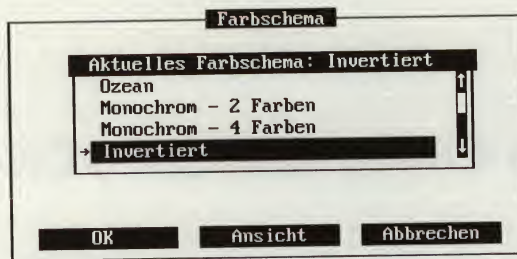 Farbschema
Aktuelles Farbschema: Invertiert
Ozean
Monochrom - 2 Farben
Monochrom - 4 Farben
→ Invertiert
OK Ansicht Abbrechen